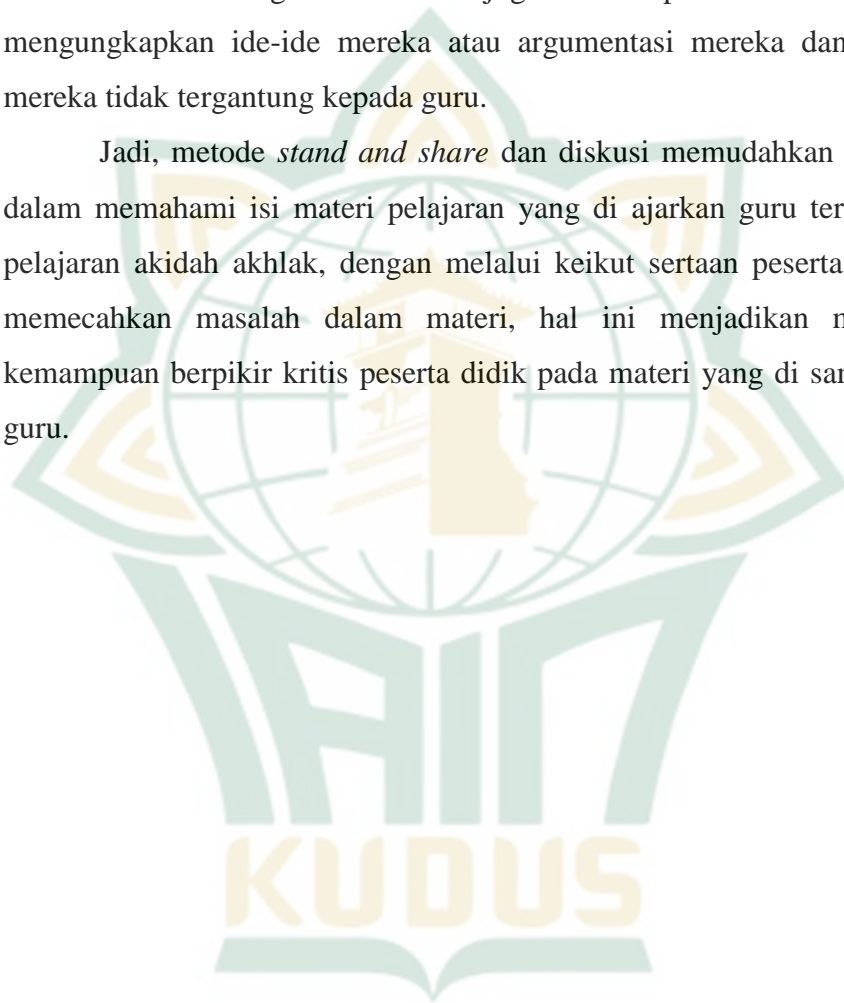 mengungkapkan ide-ide mereka atau argumentasi mereka dan
mereka tidak tergantung kepada guru.
Jadi, metode stand and share dan diskusi memudahkan
dalam memahami isi materi pelajaran yang di ajarkan guru ter
pelajaran akidah akhlak, dengan melalui keikut sertaan peserta
memecahkan masalah dalam materi, hal ini menjadikan m
kemampuan berpikir kritis peserta didik pada materi yang di sam
guru.
IAIN
KUDUS